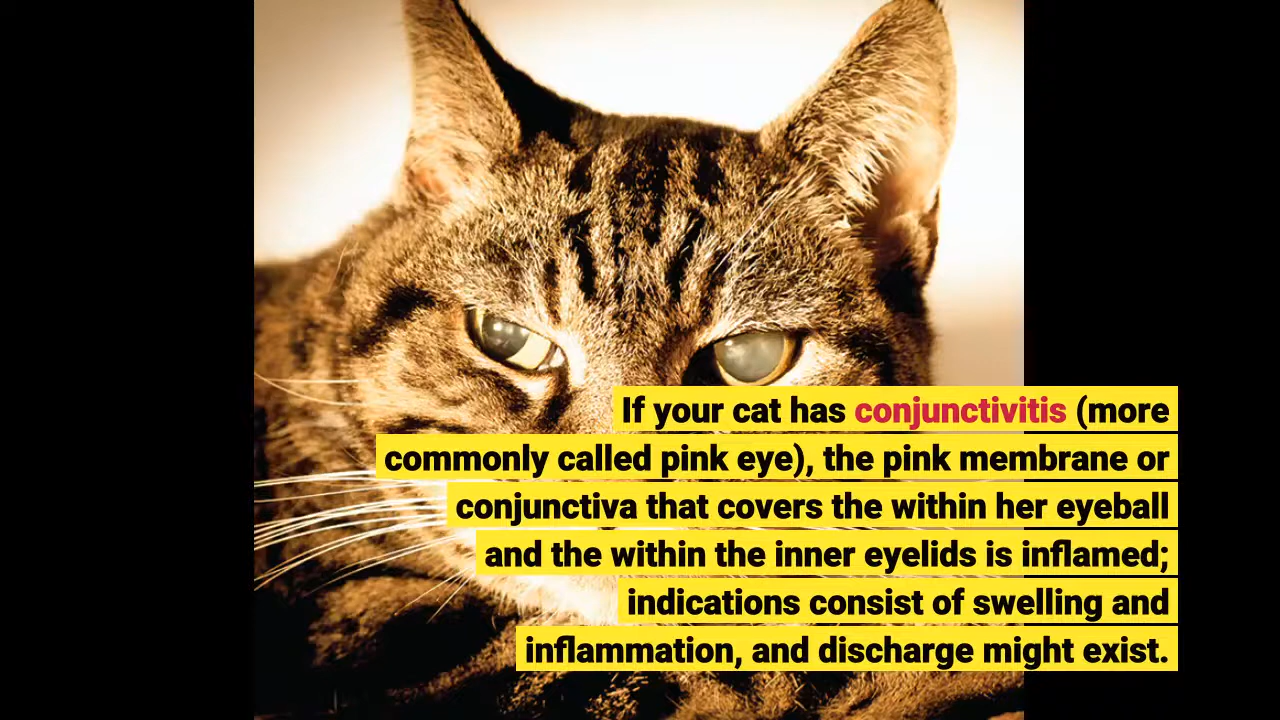 If your cat has conjunctivitis (more
commonly called pink eye), the pink membrane or
conjunctiva that covers the within her eyeball
and the within the inner eyelids is inflamed;
indications consist of swelling and
inflammation, and discharge might exist.